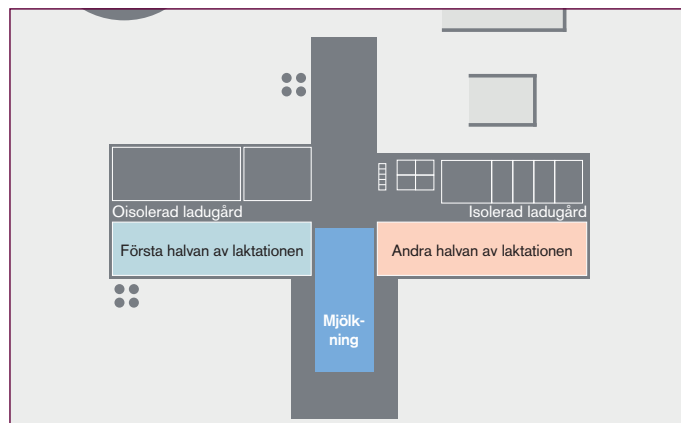 Oisolerad ladugård
Isolerad ladugård
Första halvan av laktationen
Andra halvan av laktationen
Mjölk-
ning